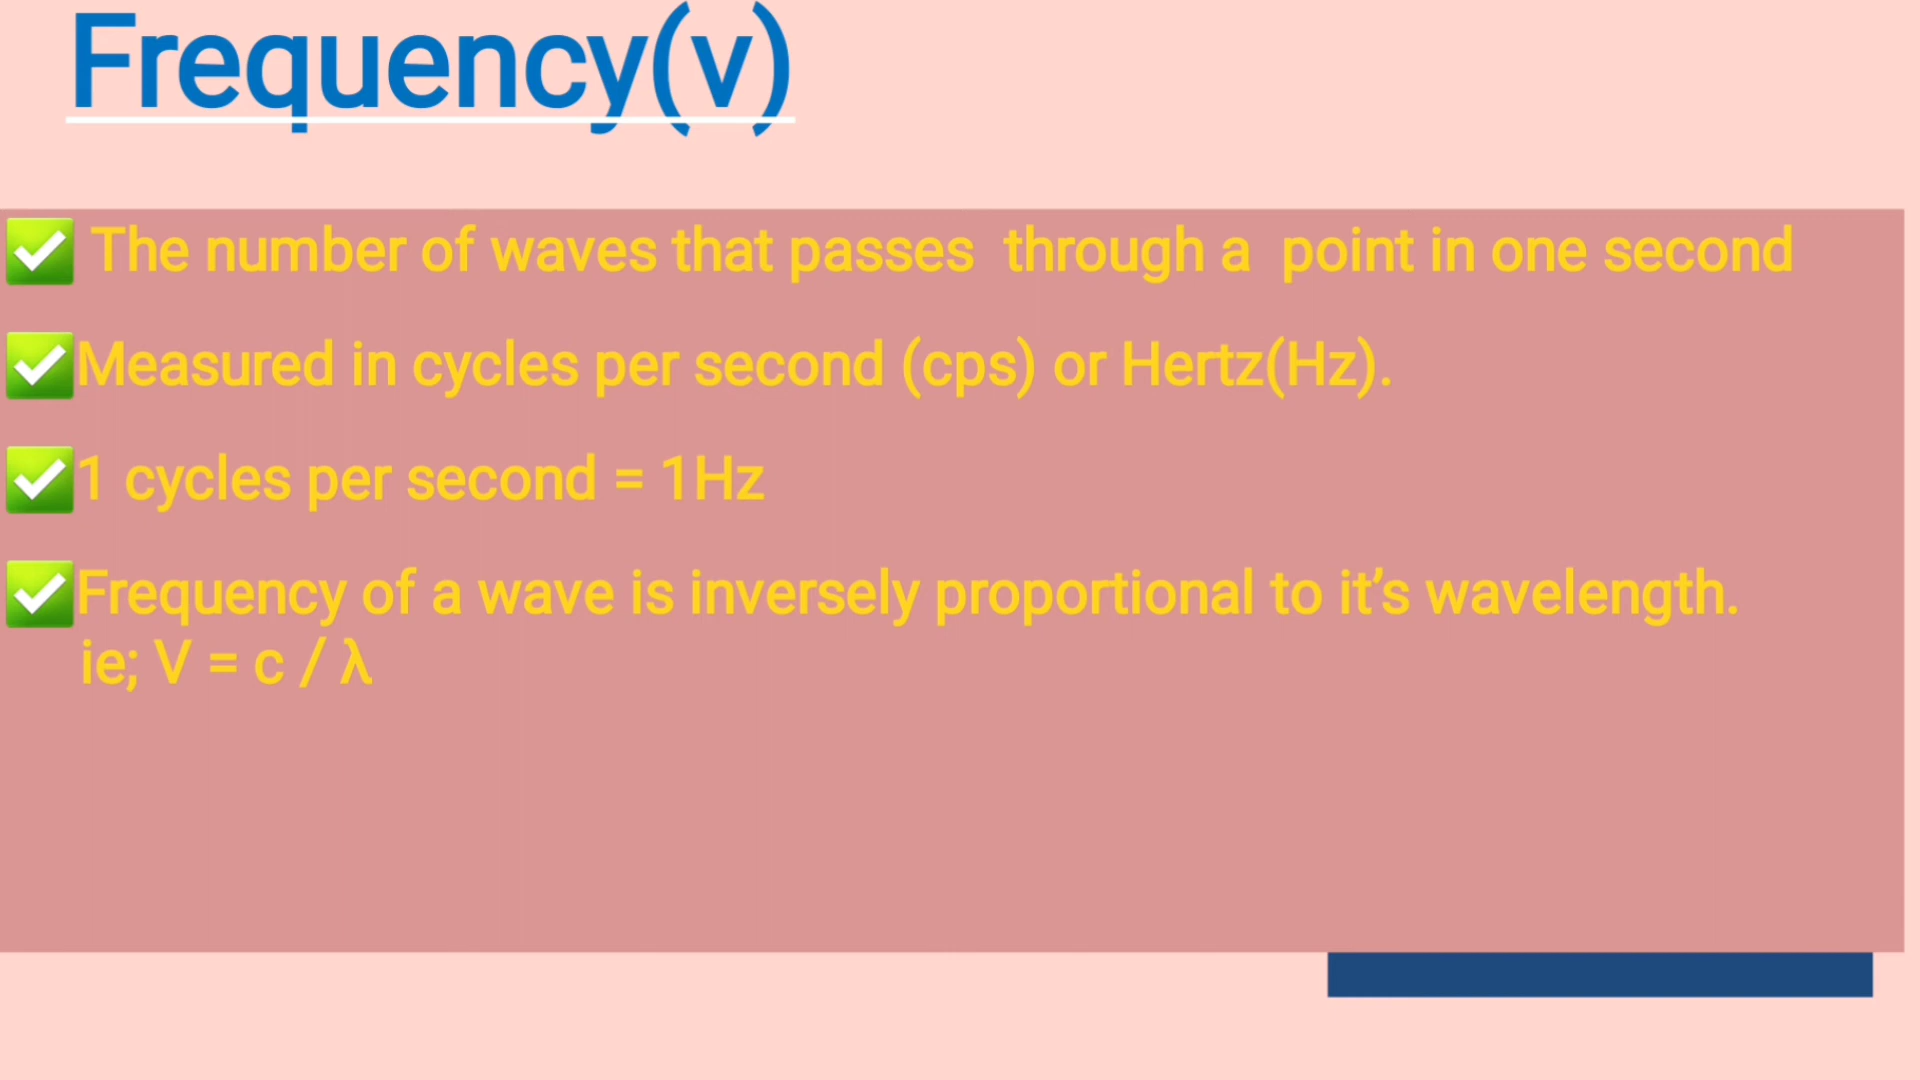 Frequency(v)
✅ The number of waves that passes through a point in one second
✅Measured in cycles per second (cps) or Hertz(Hz).
✅1 cycles per second = 1Hz
✅Frequency of a wave is inversely proportional to it’s wavelength.
ie; V = c / λ